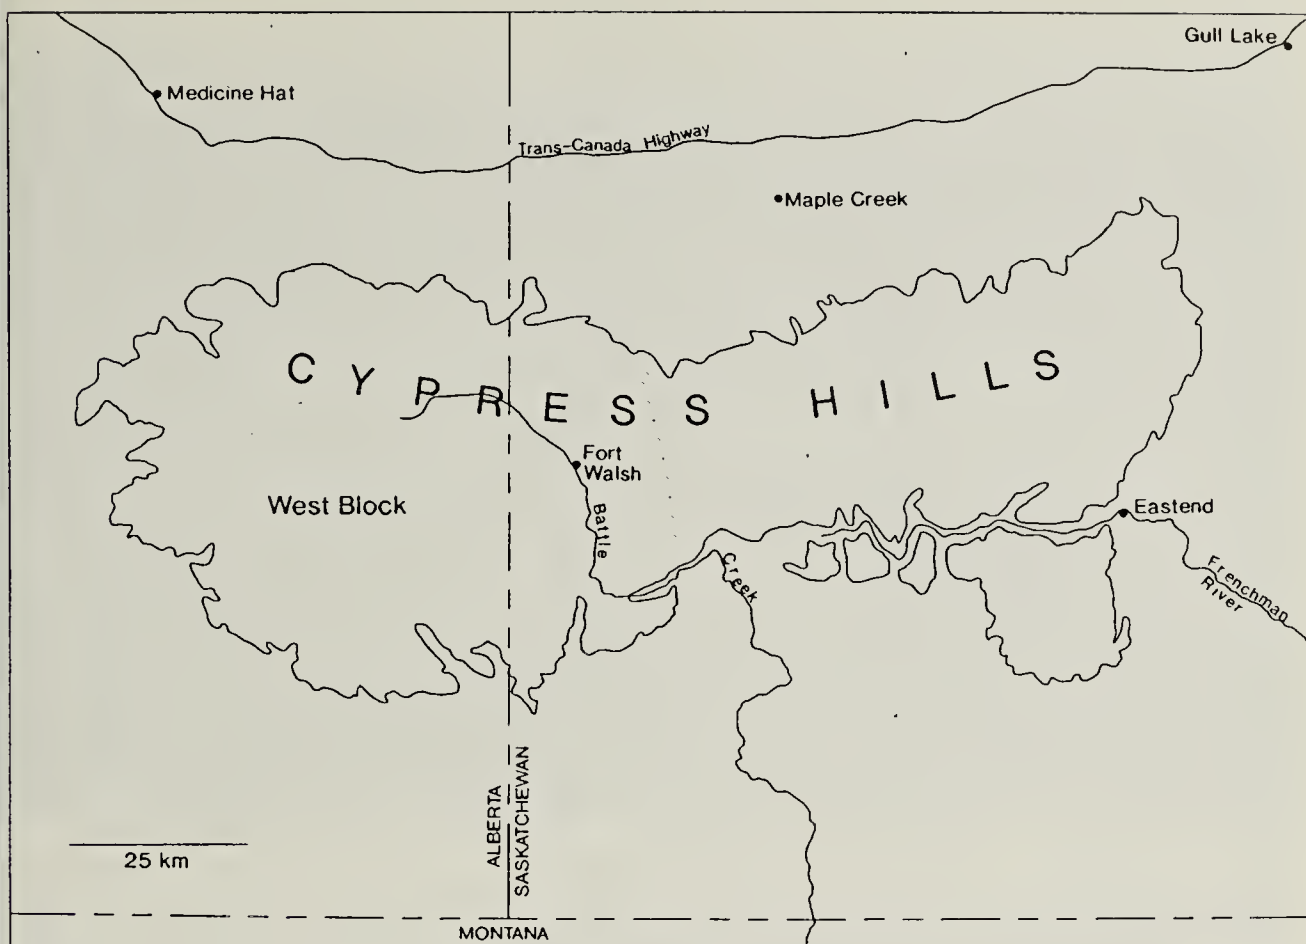 Gull Lake
Medicine Hat
Trans-Canada Highway
Maple Creek
CYPRESS HILLS
Fort
Walsh
West Block
Battle
Creek
Eastend
Frenchman
River
ALBERTA
SASKATCHEWAN
25 km
MONTANA